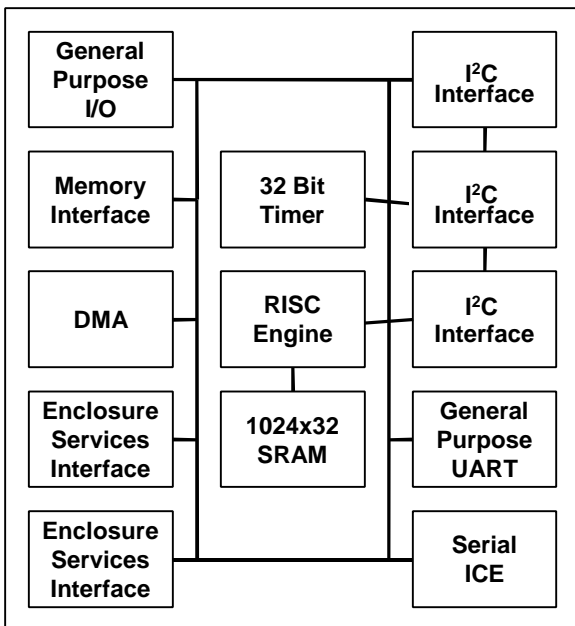 General
Purpose
I/O
I²C
Interface
Memory
Interface
32 Bit
Timer
I²C
Interface
DMA
RISC
Engine
I²C
Interface
Enclosure
Services
Interface
1024x32
SRAM
General
Purpose
UART
Enclosure
Services
Interface
Serial
ICE